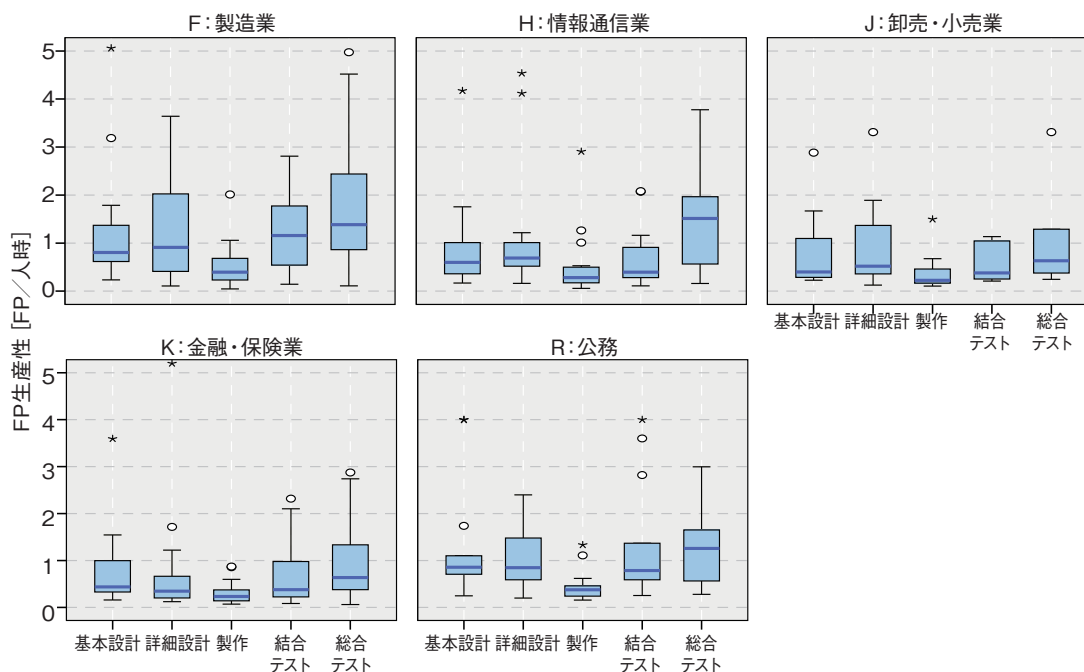 F：製造業
H：情報通信業
J：卸売・小売業
5
4
3
2
1
0
基本設計 詳細設計 製作 結合テスト 総合テスト
FP生産性 [FP／人時]
K：金融・保険業
R：公務
5
4
3
2
1
0
基本設計 詳細設計 製作 結合テスト 総合テスト
基本設計 詳細設計 製作 結合テスト 総合テスト